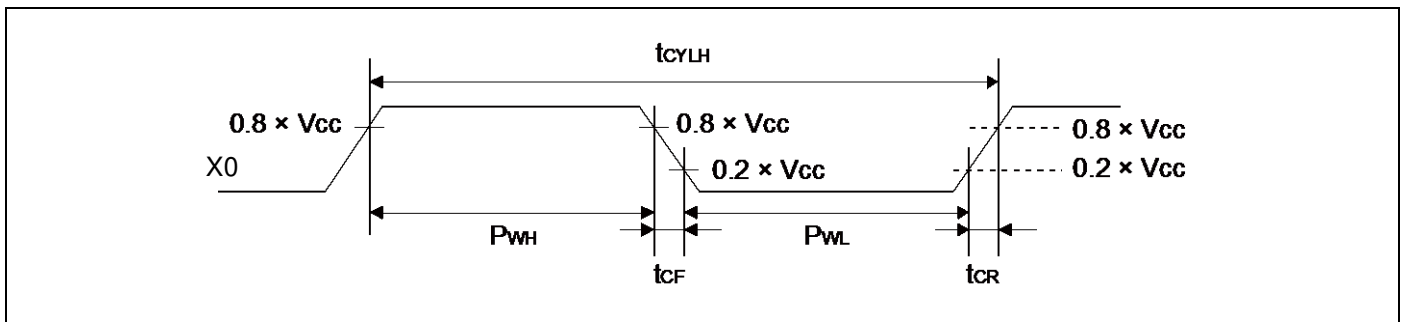 tCYLH
0.8 × Vcc
0.8 × Vcc
0.8 × Vcc
X0
0.2 × Vcc
0.2 × Vcc
PWH
PWL
tCF
tCR